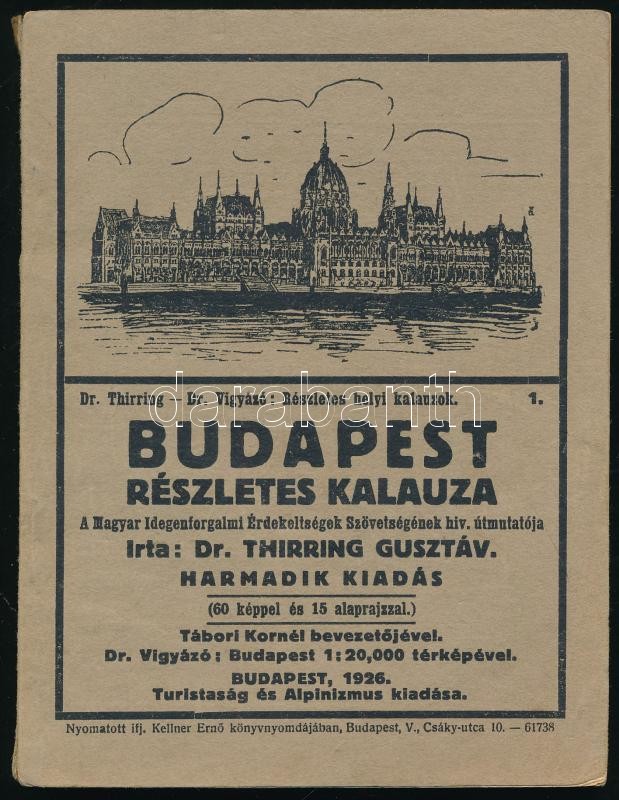 Dr. Thirring — Dr. Vigyázó: Részletes helyi kalauzok. 1.
darabanth
BUDAPEST
RÉSZLETES KALAUZA
A Magyar Idegenforgalmi Érdekeltségek Szövetségének hiv. útmutatója
Irta: Dr. THIRRING GUSZTÁV.
HARMADIK KIADÁS
(60 képpel és 15 alaprajzzal.)
Tábori Kornél bevezetőjével.
Dr. Vigyázó: Budapest 1:20,000 térképével.
BUDAPEST, 1926.
Turistaság és Alpinizmus kiadása.
Nyomatott ifj. Kellner Ernő könyvnyomdájában, Budapest, V., Csáky-utca 10. — 61738